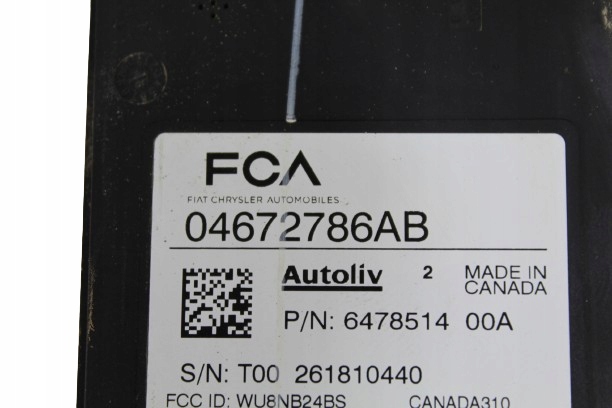 FCA
FIAT CHRYSLER AUTOMOBILES
04672786AB
Autoliv 2 MADE IN
CANADA
P/N: 6478514 00A
S/N: T00 261810440
FCC ID: WU8NB24BS CANADA310